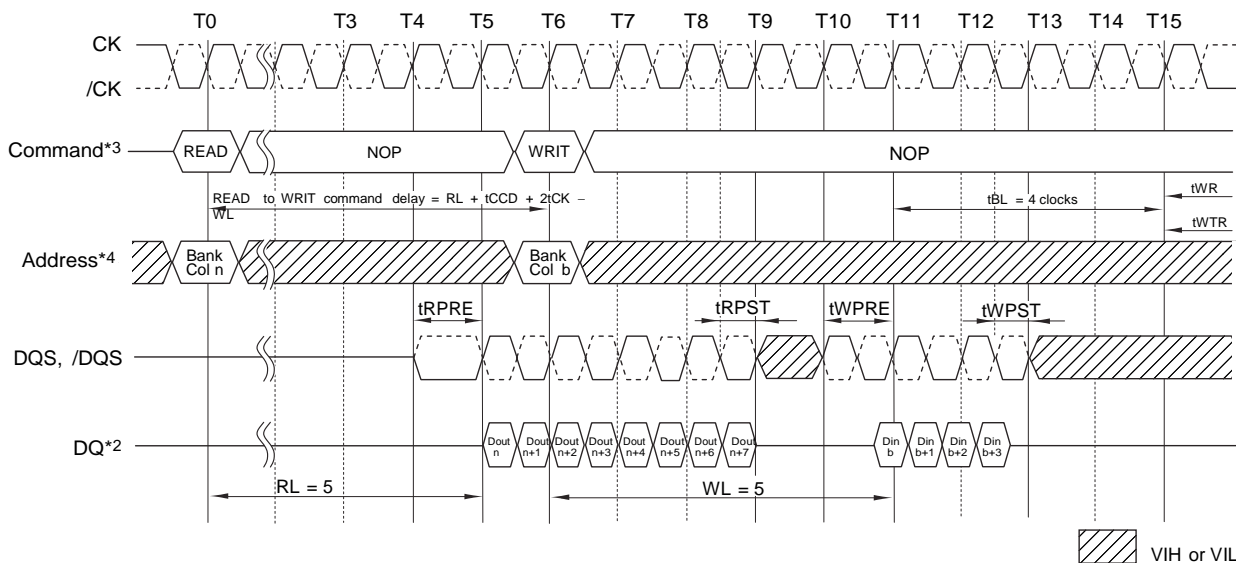 T0 T3 T4 T5 T6 T7 T8 T9 T10 T11 T12 T13 T14 T15
CK
/CK
Command*3 READ NOP WRIT NOP
READ to WRIT command delay = RL + tCCD + 2tCK −
WL
tBL = 4 clocks
tWR
tWTR
Address*4
Bank
Col n
Bank
Col b
tRPRE tRPST tWPRE tWPST
DQS, /DQS
DQ*2
Dout
n
Dout
n+1
Dout
n+2
Dout
n+3
Dout
n+4
Dout
n+5
Dout
n+6
Dout
n+7
Din
b
Din
b+1
Din
b+2
Din
b+3
RL = 5 WL = 5
VIH or VIL